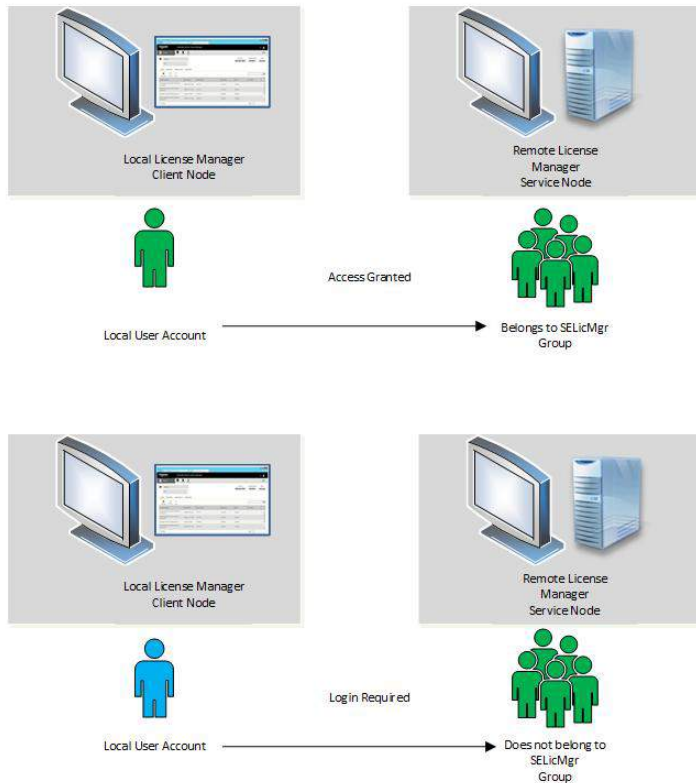 Local License Manager
Client Node
Remote License
Manager
Service Node
Access Granted
Local User Account
Belongs to SELicMgr
Group
Local License Manager
Client Node
Remote License
Manager
Service Node
Login Required
Local User Account
Does not belong to
SELicMgr
Group